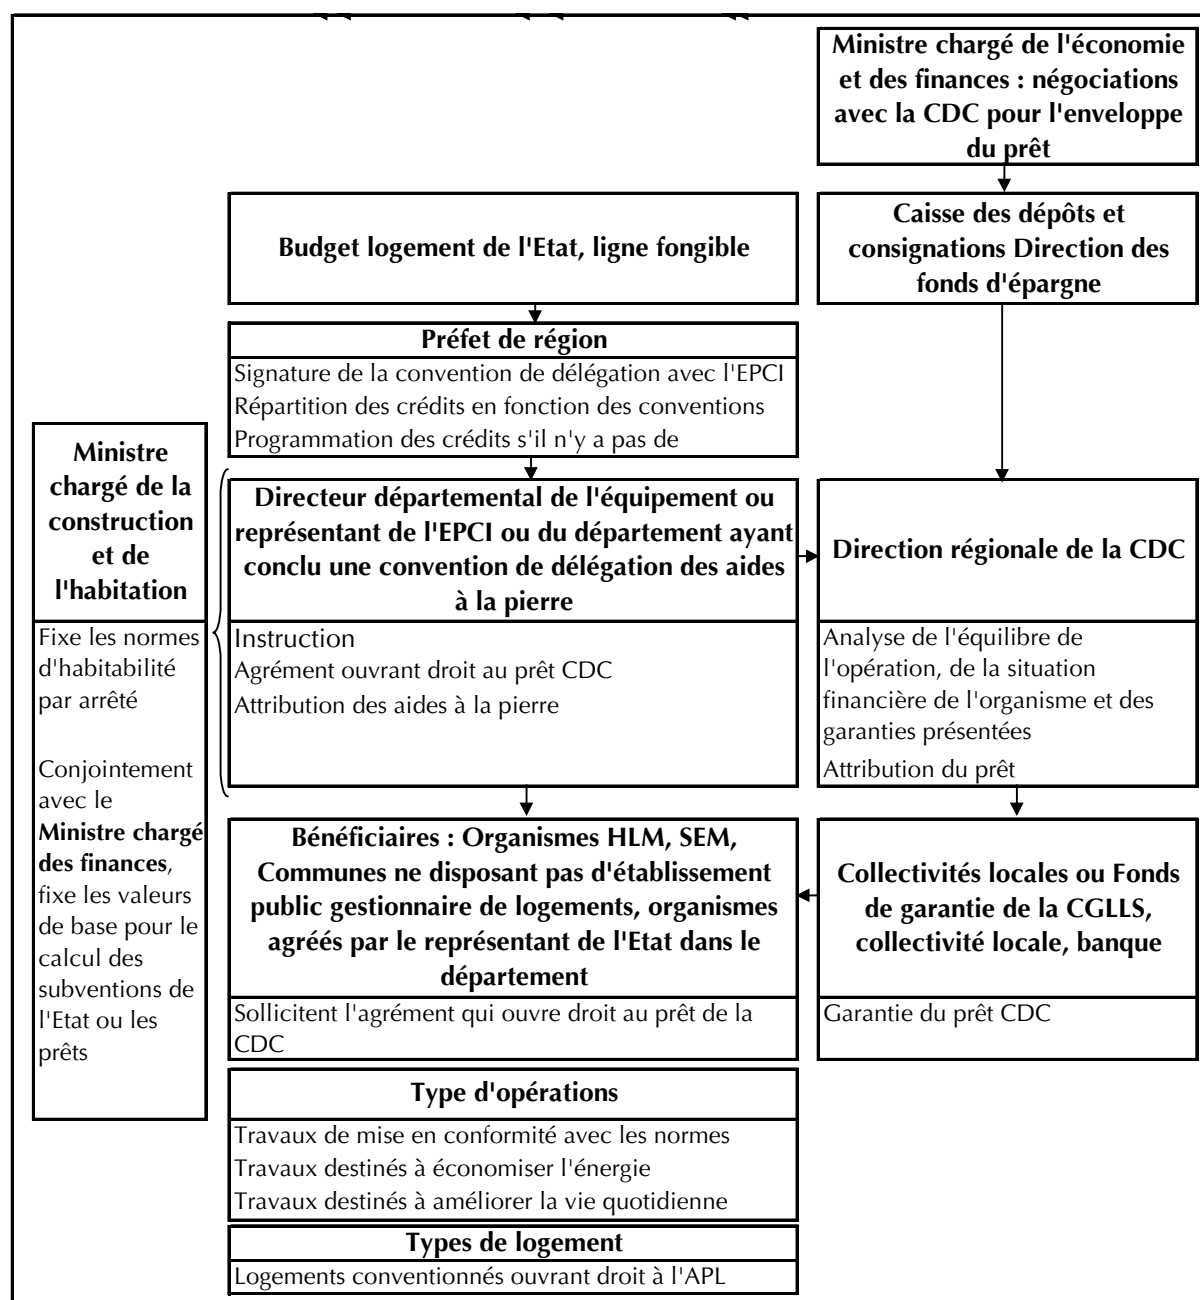 Ministre chargé de l'économie
et des finances : négociations
avec la CDC pour l'enveloppe
du prêt
Budget logement de l'Etat, ligne fongible
Caisse des dépôts et
consignations Direction des
fonds d'épargne
Préfet de région
Signature de la convention de délégation avec l'EPCI
Répartition des crédits en fonction des conventions
Programmation des crédits s'il n'y a pas de
Ministre
chargé de la
construction
et de
l'habitation
Fixe les normes
d'habitabilité
par arrêté
Conjointement
avec le
Ministre chargé
des finances,
fixe les valeurs
de base pour le
calcul des
subventions de
l'Etat ou les
prêts
Directeur départemental de l'équipement ou
représentant de l'EPCI ou du département ayant
conclu une convention de délégation des aides
à la pierre
Instruction
Agrément ouvrant droit au prêt CDC
Attribution des aides à la pierre
Direction régionale de la CDC
Analyse de l'équilibre de
l'opération, de la situation
financière de l'organisme et des
garanties présentées
Attribution du prêt
Bénéficiaires : Organismes HLM, SEM,
Communes ne disposant pas d'établissement
public gestionnaire de logements, organismes
agréés par le représentant de l'Etat dans le
département
Sollicitent l'agrément qui ouvre droit au prêt de la
CDC
Collectivités locales ou Fonds
de garantie de la CGLLS,
collectivité locale, banque
Garantie du prêt CDC
Type d'opérations
Travaux de mise en conformité avec les normes
Travaux destinés à économiser l'énergie
Travaux destinés à améliorer la vie quotidienne
Types de logement
Logements conventionnés ouvrant droit à l'APL